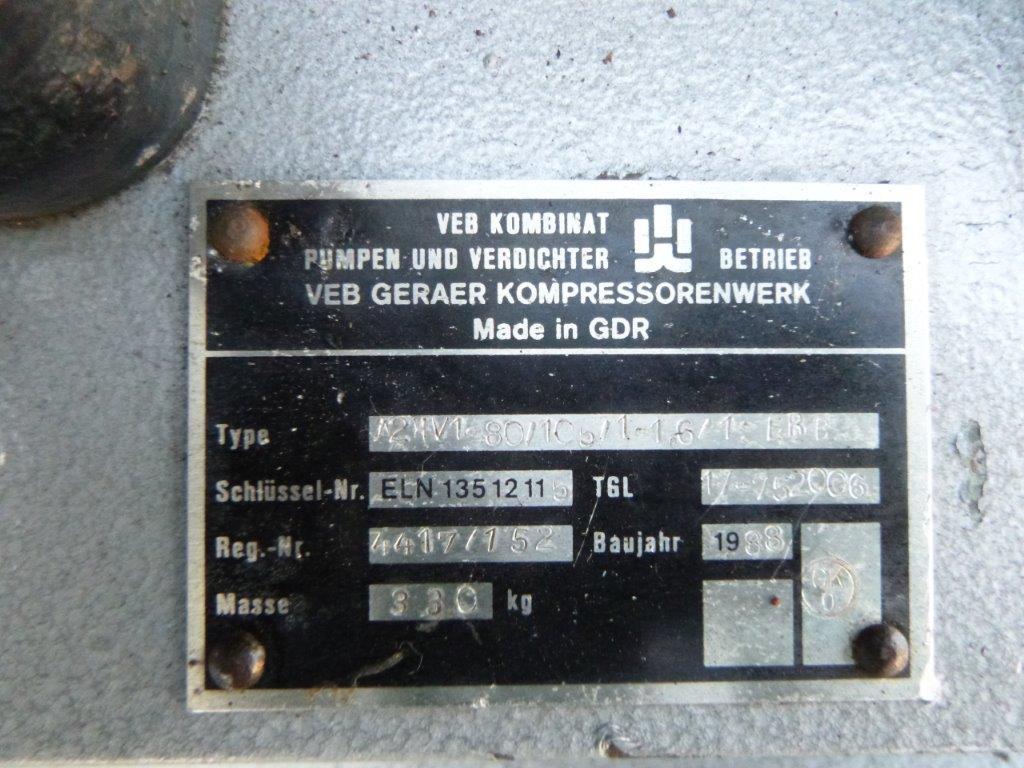 VEB KOMBINAT
PUMPEN UND VERDICHTER BETRIEB
VEB GERAER KOMPRESSORENWERK
Made in GDR
Type
Schlüssel-Nr. ELN 135 12 11 5 TGL
Reg.-Nr. 4417/152 Baujahr 1988
Masse 330 kg